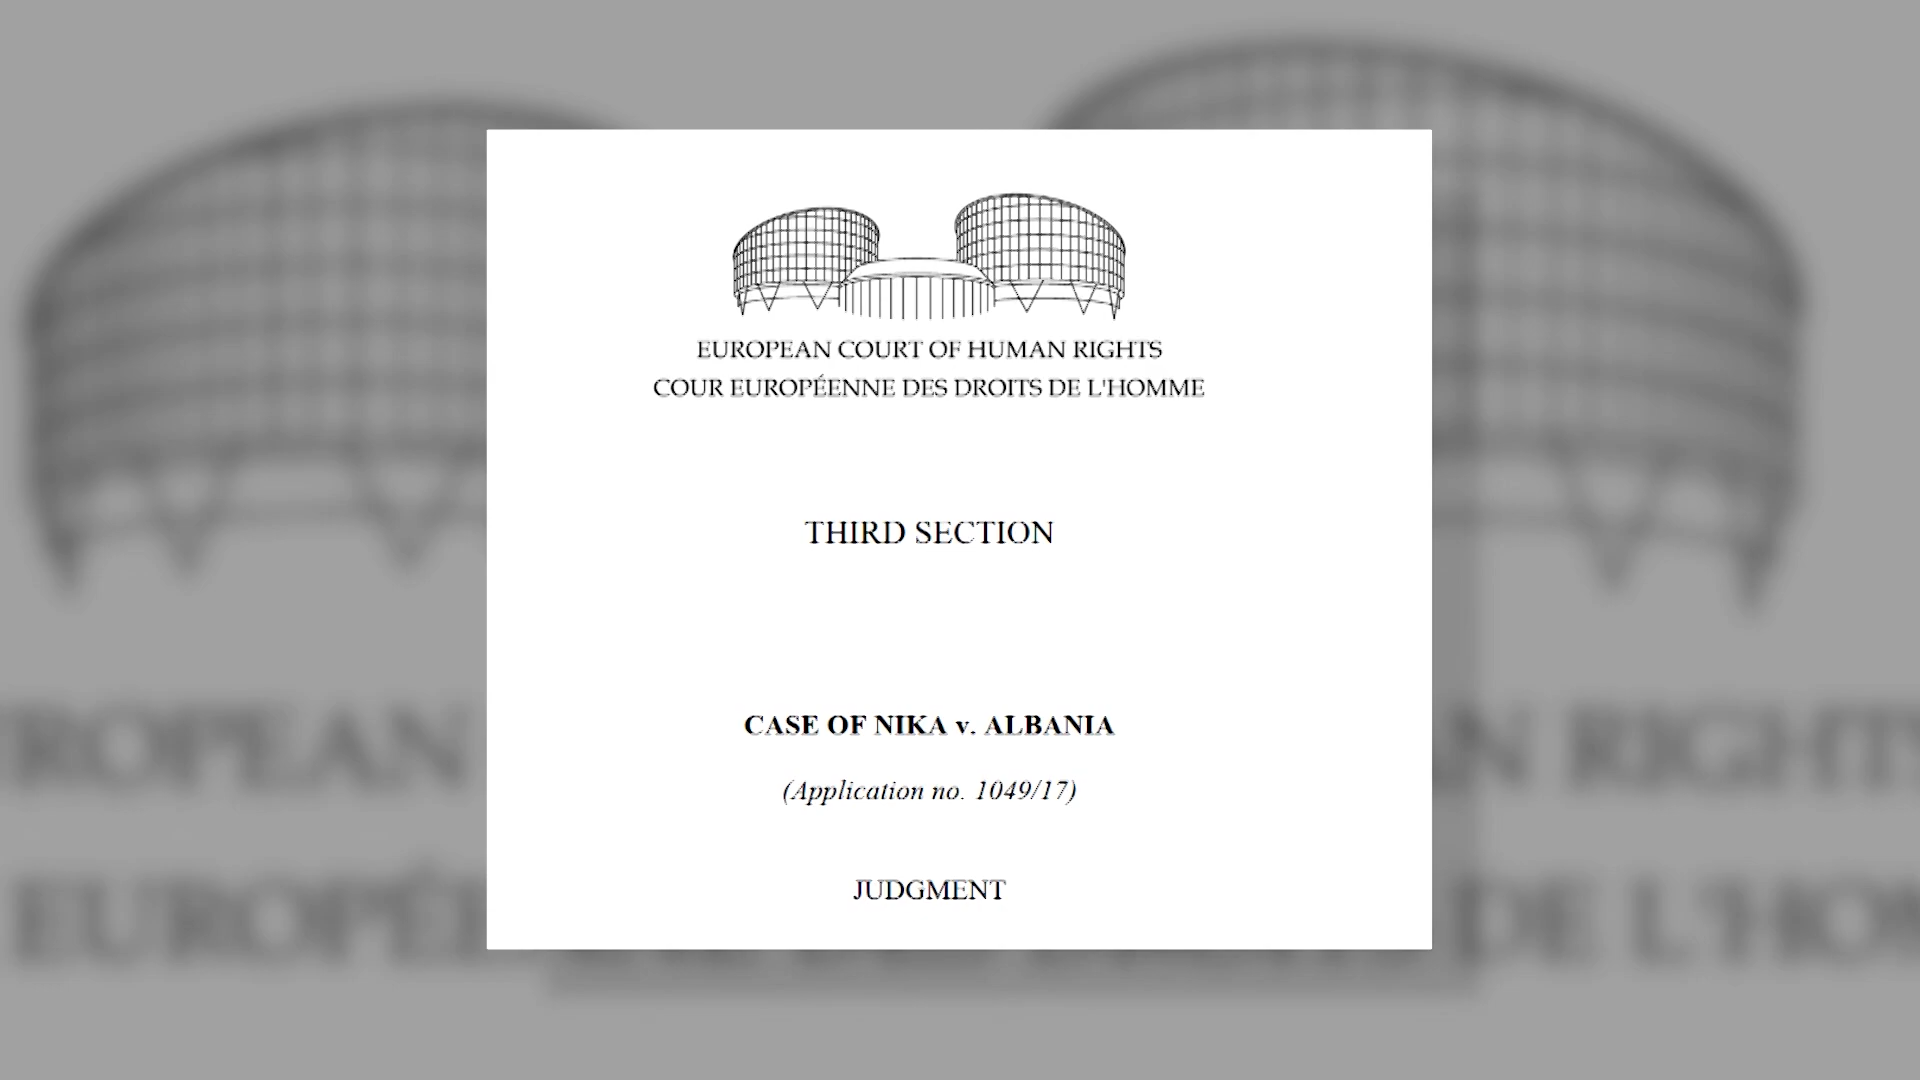 EUROPEAN COURT OF HUMAN RIGHTS
COUR EUROPÉENNE DES DROITS DE L'HOMME
THIRD SECTION
CASE OF NIKA v. ALBANIA
(Application no. 1049/17)
JUDGMENT